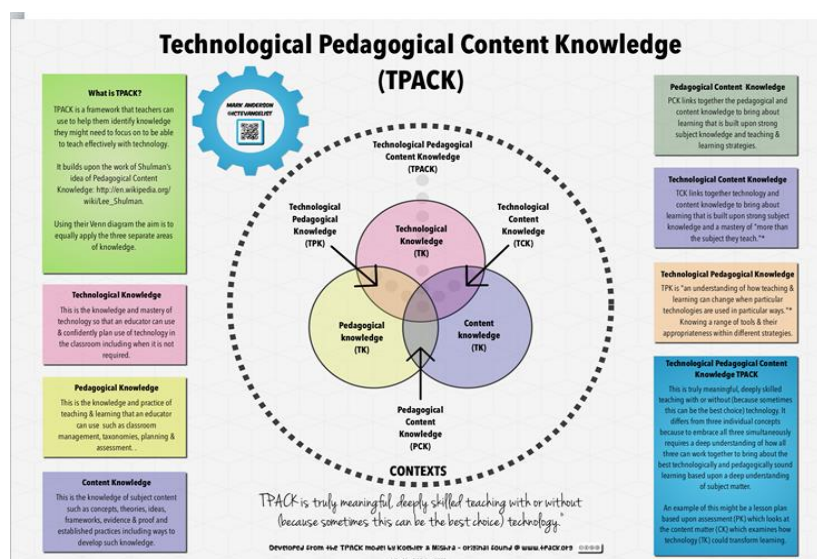 Technological Pedagogical Content Knowledge
(TPACK)
What is TPACK?
TPACK is a framework that teachers can
use to help them identify knowledge
they might need to focus on to be able
to teach effectively with technology.
It builds upon the work of Shulman's
idea of Pedagogical Content
Knowledge: http://en.wikipedia.org/
wiki/Lee_Shulman.
Using their Venn diagram the aim is to
equally apply the three separate areas
of knowledge.
Technological Knowledge
This is the knowledge and mastery of
technology so that an educator can use
& confidently plan use of technology in
the classroom including when it is not
required.
Pedagogical Knowledge
This is the knowledge and practice of
teaching & learning that an educator
can use such as classroom
management, taxonomies, planning &
assessment...
Content Knowledge
This is the knowledge of subject content
such as concepts, theories, ideas,
frameworks, evidence & proof and
established practices including ways to
develop such knowledge.
MARK ANDERSON
@ICTEVANGELIST
Technological Pedagogical
Content Knowledge
(TPACK)
Technological
Pedagogical
Knowledge
(TPK)
Technological
Content
Knowledge
(TCK)
Technological
Knowledge
(TK)
Pedagogical
knowledge
(TK)
Content
knowledge
(TK)
Pedagogical
Content
Knowledge
(PCK)
CONTEXTS
TPACK is truly meaningful, deeply skilled teaching with or without
(because sometimes this can be the best choice) technology."
Developed from the TPACK model by Koehler & Mishra - original found @ www.tpack.org
Pedagogical Content Knowledge
PCK links together the pedagogical and
content knowledge to bring about
learning that is built upon strong
subject knowledge and teaching &
learning strategies.
Technological Content Knowledge
TCK links together technology and
content knowledge to bring about
learning that is built upon strong subject
knowledge and a mastery of "more than
the subject they teach."*
Technological Pedagogical Knowledge
TPK is "an understanding of how teaching &
learning can change when particular
technologies are used in particular ways."*
Knowing a range of tools & their
appropriateness within different strategies.
Technological Pedagogical Content
Knowledge TPACK
This is truly meaningful, deeply skilled
teaching with or without (because sometimes
this can be the best choice) technology. It
differs from three individual concepts
because to embrace all three simultaneously
requires a deep understanding of how all
three can work together to bring about the
best technologically and pedagogically sound
learning based upon a deep understanding
of subject matter.
An example of this might be a lesson plan
based upon assessment (PK) which looks at
the content matter (CK) which examines how
technology (TK) could transform learning.